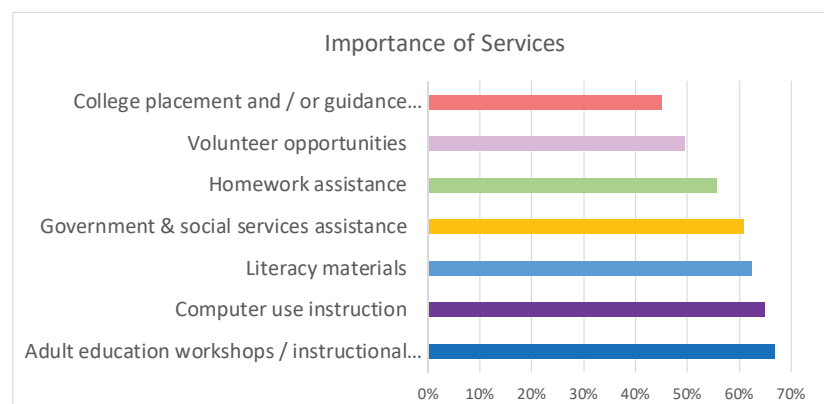 Importance of Services
College placement and / or guidance...
Volunteer opportunities
Homework assistance
Government & social services assistance
Literacy materials
Computer use instruction
Adult education workshops / instructional...
0% 10% 20% 30% 40% 50% 60% 70%